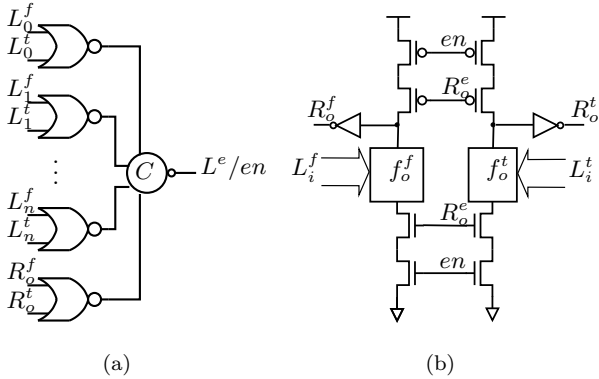 L_0^f
L_0^t
L_1^f
L_1^t
⋮
L_n^f
L_n^t
R_o^f
R_o^t
C
L^e/en
(a)
en
R_o^e
R_o^f
R_o^t
L_i^f
f_o^f
f_o^t
L_i^t
R_o^e
en
(b)